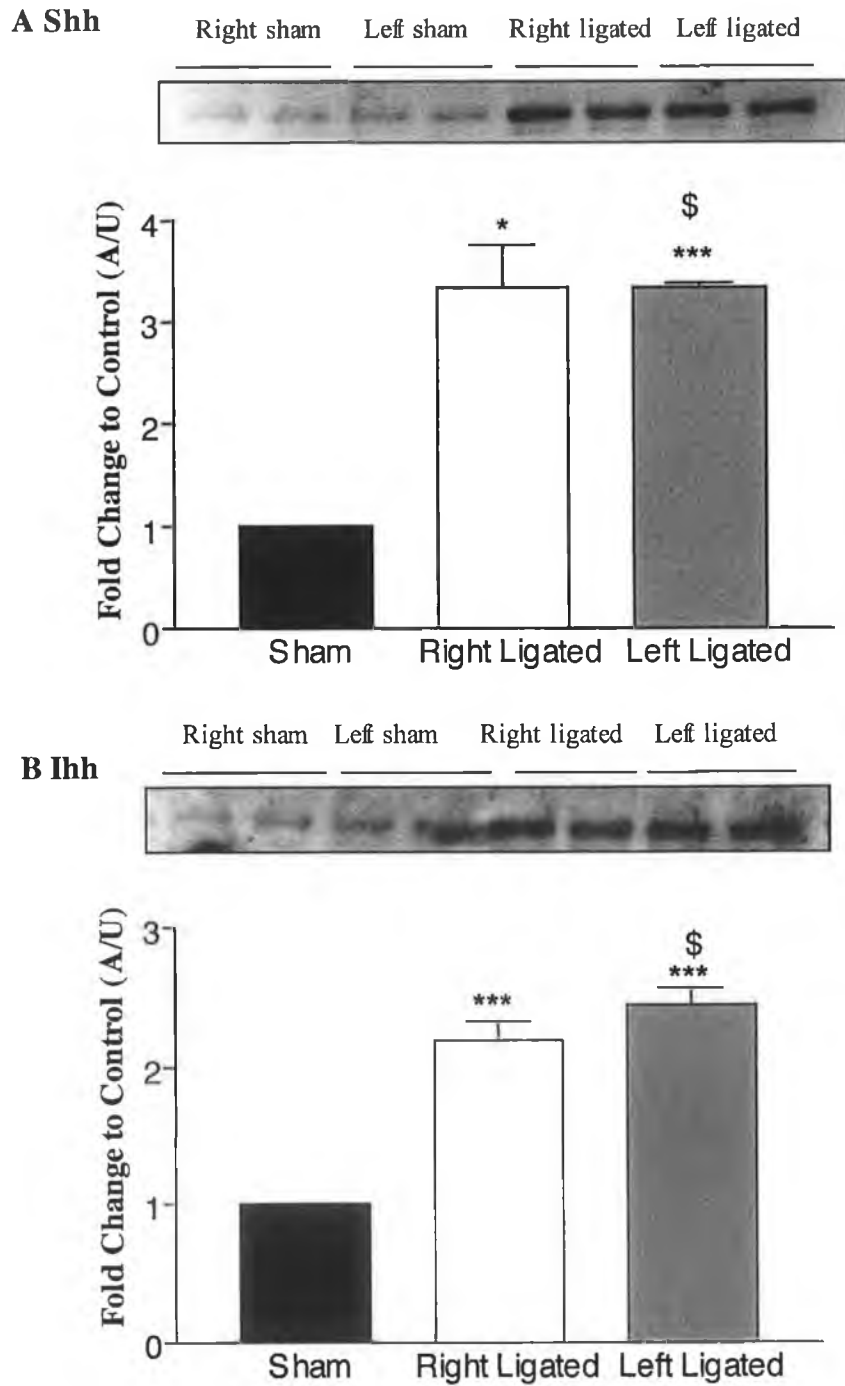 A Shh
Right sham Left sham Right ligated Left ligated
Fold Change to Control (A/U)
4
*
$
***
3
2
1
0
Sham Right Ligated Left Ligated
Right sham Left sham Right ligated Left ligated
B Ihh
Fold Change to Control (A/U)
3
***
$
***
2
1
0
Sham Right Ligated Left Ligated